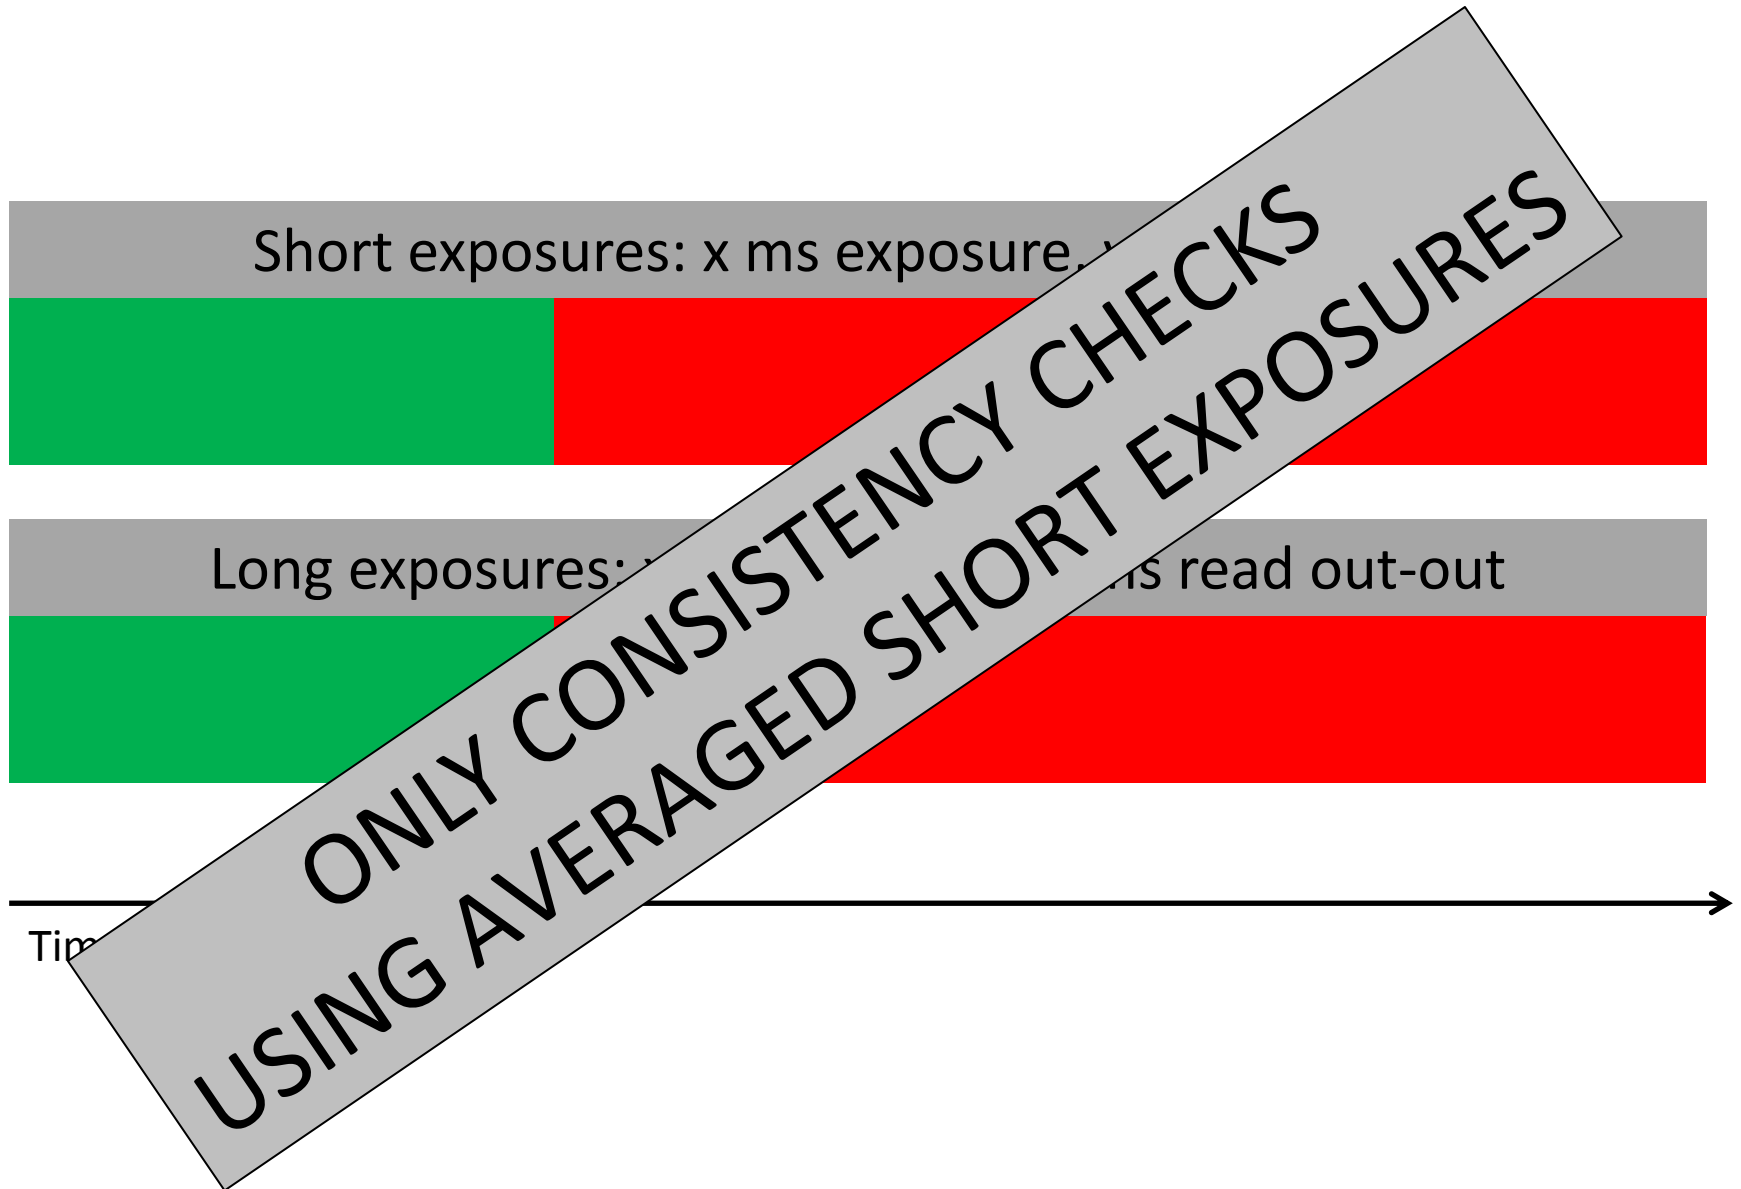 Short exposures: x ms exposure,
Long exposures: ms read out-out
ONLY CONSISTENCY CHECKS
USING AVERAGED SHORT EXPOSURES